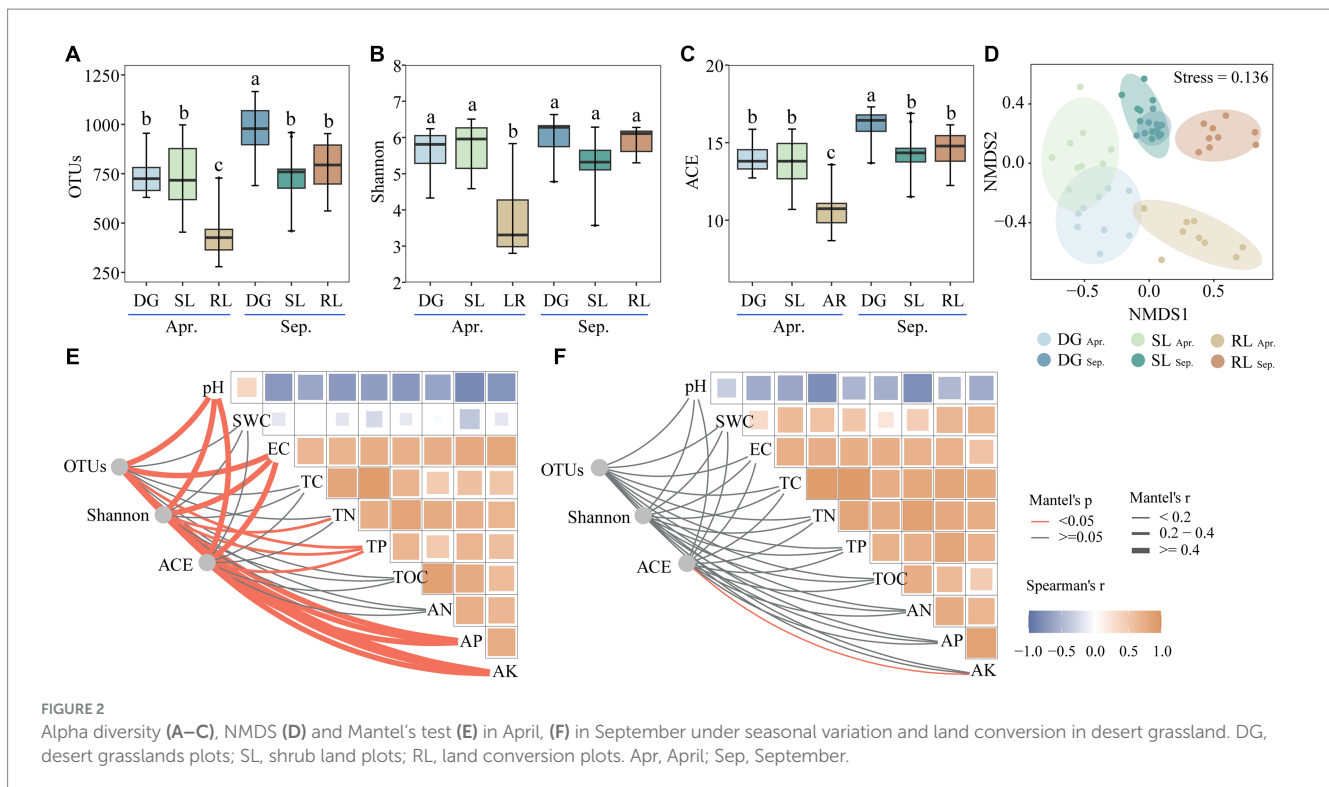 A
B
C
D
1250
1000
750
500
250
OTUs
b
b
c
a
b
b
DG SL RL DG SL RL
Apr. Sep.
8
7
6
5
4
3
2
Shannon
a
a
b
a
a
a
DG SL LR DG SL RL
Apr. Sep.
20
15
10
ACE
b
b
c
a
b
b
DG SL AR DG SL RL
Apr. Sep.
Stress = 0.136
0.4
0.0
−0.4
NMDS2
−0.5 0.0 0.5
NMDS1
DG Apr. SL Apr. RL Apr.
DG Sep. SL Sep. RL Sep.
E
pH
SWC
EC
TC
TN
TP
TOC
AN
AP
AK
OTUs
Shannon
ACE
F
pH
SWC
EC
TC
TN
TP
TOC
AN
AP
AK
OTUs
Shannon
ACE
Mantel's p
<0.05
>=0.05
Mantel's r
< 0.2
0.2 − 0.4
>= 0.4
Spearman's r
−1.0 −0.5 0.0 0.5 1.0
FIGURE 2
Alpha diversity (A–C), NMDS (D) and Mantel's test (E) in April, (F) in September under seasonal variation and land conversion in desert grassland. DG,
desert grasslands plots; SL, shrub land plots; RL, land conversion plots. Apr, April; Sep, September.